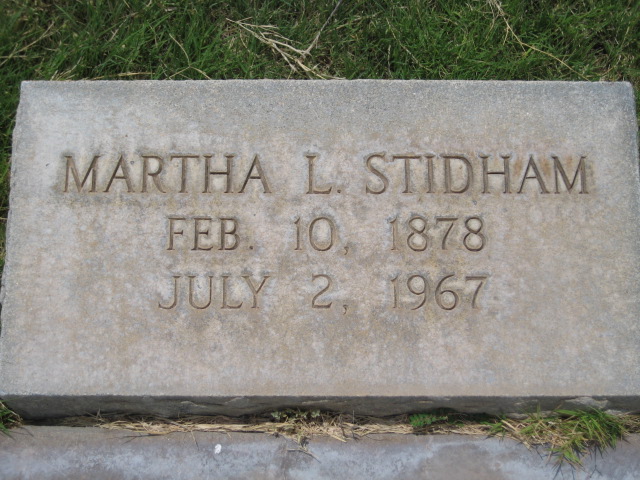 MARTHA L. STIDHAM
FEB. 10, 1878
JULY 2, 1967